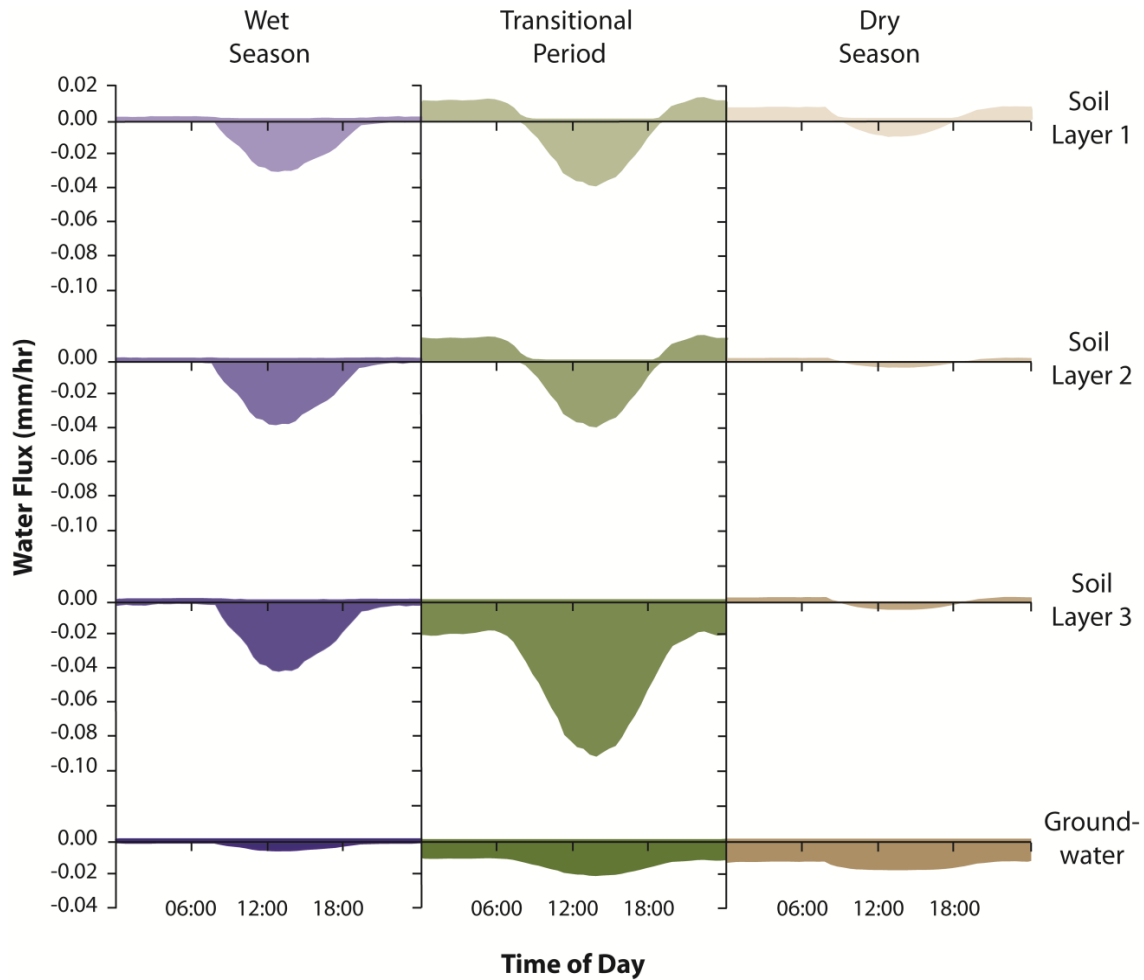 Wet
Season
Transitional
Period
Dry
Season
0.02
0.00
-0.02
-0.04
-0.06
-0.08
-0.10
Soil
Layer 1
0.00
-0.02
-0.04
-0.06
-0.08
-0.10
Soil
Layer 2
0.00
-0.02
-0.04
-0.06
-0.08
-0.10
Soil
Layer 3
0.00
-0.02
-0.04
Ground-
water
Water Flux (mm/hr)
06:00 12:00 18:00 06:00 12:00 18:00 06:00 12:00 18:00
Time of Day